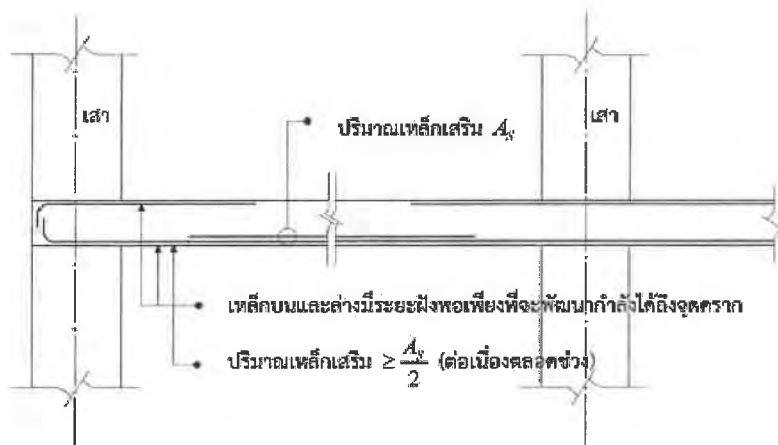 เสา
เสา
ปริมาณเหล็กเสริม A_s
เหล็กบนและล่างมีระยะฝังพอเพียงที่จะพัฒนากำลังได้ถึงจุดคราก
ปริมาณเหล็กเสริม ≥ A_s/2 (ต่อเนื่องตลอดช่วง)